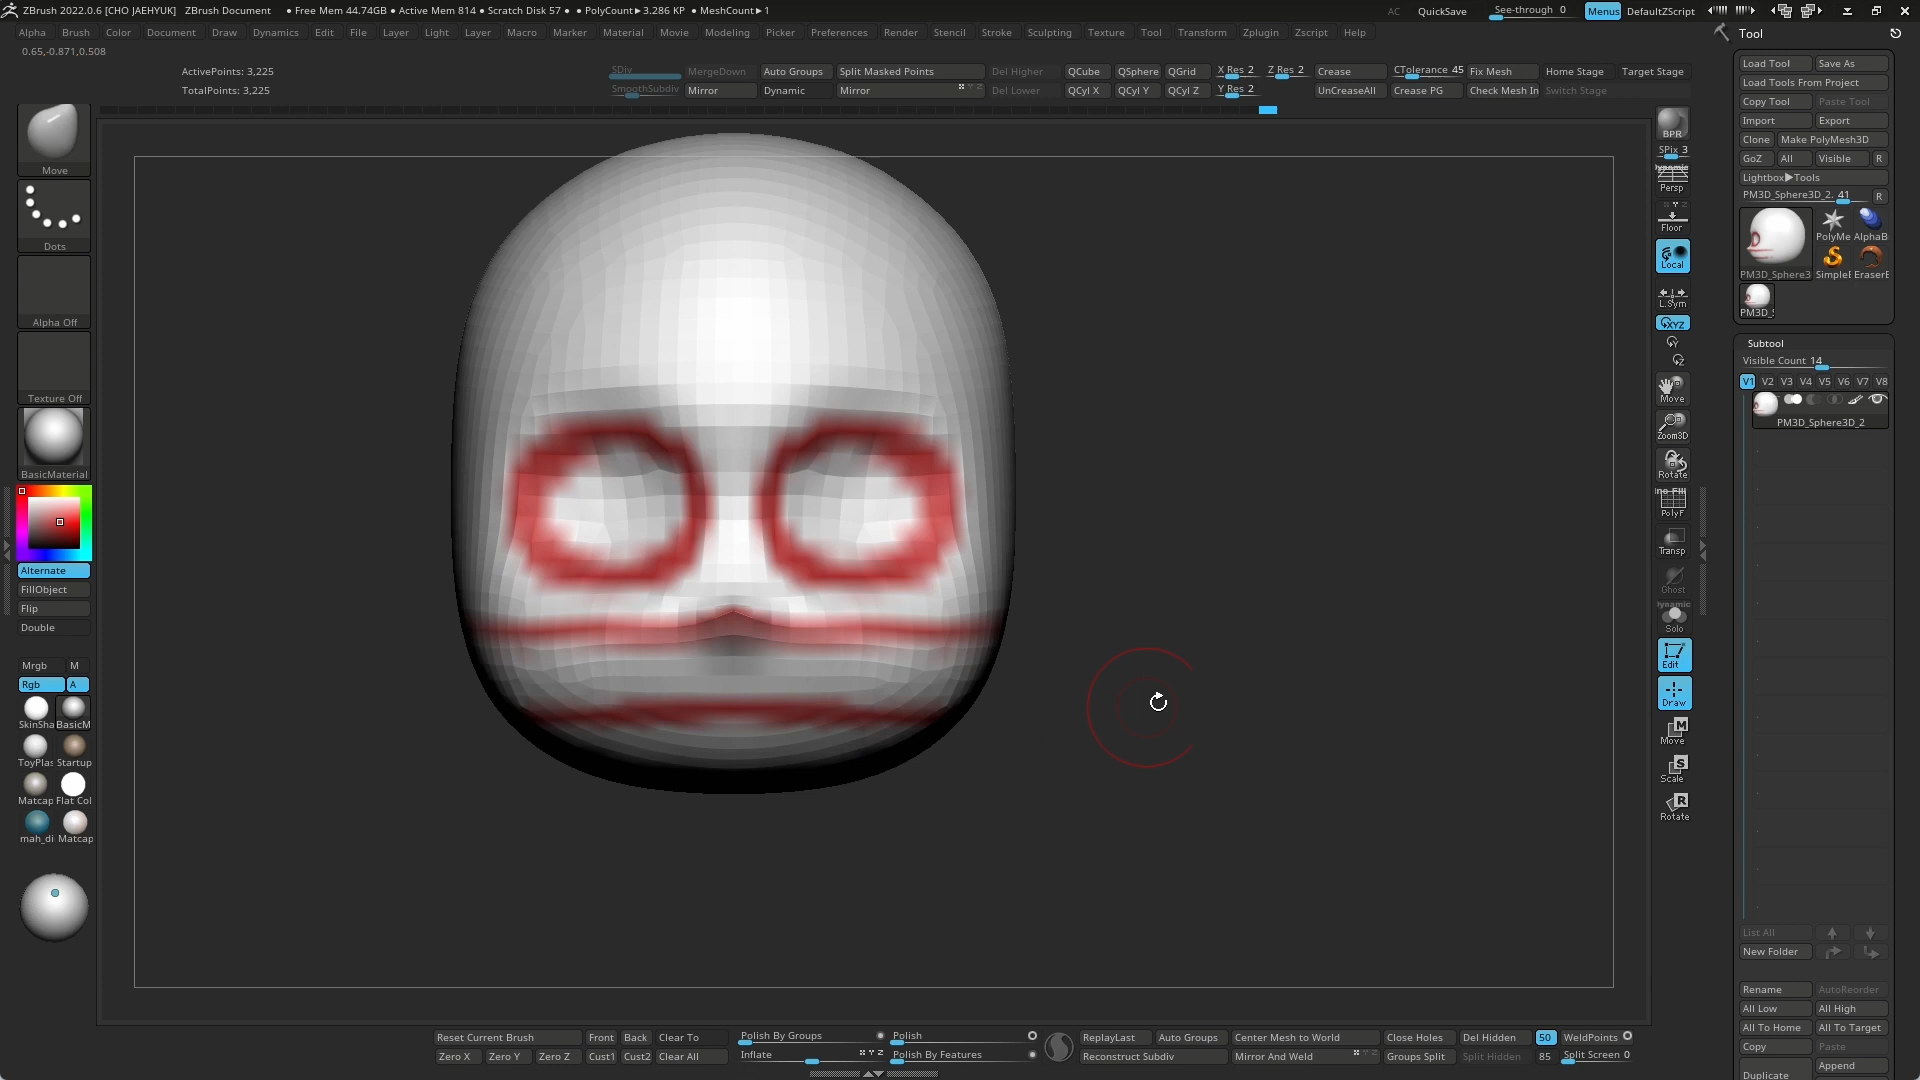 ZBrush 2022.0.6 [CHO JAEHYUK] ZBrush Document • Free Mem 44.74GB • Active Mem 814 • Scratch Disk 57 • • PolyCount▸3.286 KP • MeshCount▸1 AC QuickSave See-through 0 Menus DefaultZScript
Alpha Brush Color Document Draw Dynamics Edit File Layer Light Layer Macro Marker Material Movie Modeling Picker Preferences Render Stencil Stroke Sculpting Texture Tool Transform Zplugin Zscript Help
0.65,-0.871,0.508
ActivePoints: 3,225
TotalPoints: 3,225
SDiv MergeDown Auto Groups Split Masked Points Del Higher QCube QSphere QGrid X Res 2 Z Res 2 Crease CTolerance 45 Fix Mesh Home Stage Target Stage
SmoothSubdiv Mirror Dynamic Mirror Del Lower QCyl X QCyl Y QCyl Z Y Res 2 UnCreaseAll Crease PG Check Mesh In Switch Stage
Move
Dots
Alpha Off
Texture Off
BasicMaterial
Alternate
FillObject
Flip
Double
Mrgb M
Rgb A
SkinSha BasicM
ToyPlas Startup
Matcap Flat Col
mah_di Matcap
BPR
SPix 3
Dynamic
Persp
Floor
Local
L.Sym
XYZ
Y
Z
Move
Zoom3D
Rotate
ine Fill
PolyF
Transp
Ghost
Dynamic
Solo
Edit
Draw
Move
Scale
Rotate
Tool
Load Tool Save As
Load Tools From Project
Copy Tool Paste Tool
Import Export
Clone Make PolyMesh3D
GoZ All Visible R
Lightbox▶Tools
PM3D_Sphere3D_2. 41 R
PolyMe AlphaB
PM3D_Sphere3 SimpleE EraserE
PM3D_S
Subtool
Visible Count 14
V1 V2 V3 V4 V5 V6 V7 V8
PM3D_Sphere3D_2
List All
New Folder
Rename AutoReorder
All Low All High
All To Home All To Target
Copy Paste
Append
Duplicate
Reset Current Brush Front Back Clear To Polish By Groups Polish ReplayLast Auto Groups Center Mesh to World Close Holes Del Hidden 50 WeldPoints
Zero X Zero Y Zero Z Cust1 Cust2 Clear All Inflate Polish By Features Reconstruct Subdiv Mirror And Weld Groups Split Split Hidden 85 Split Screen 0